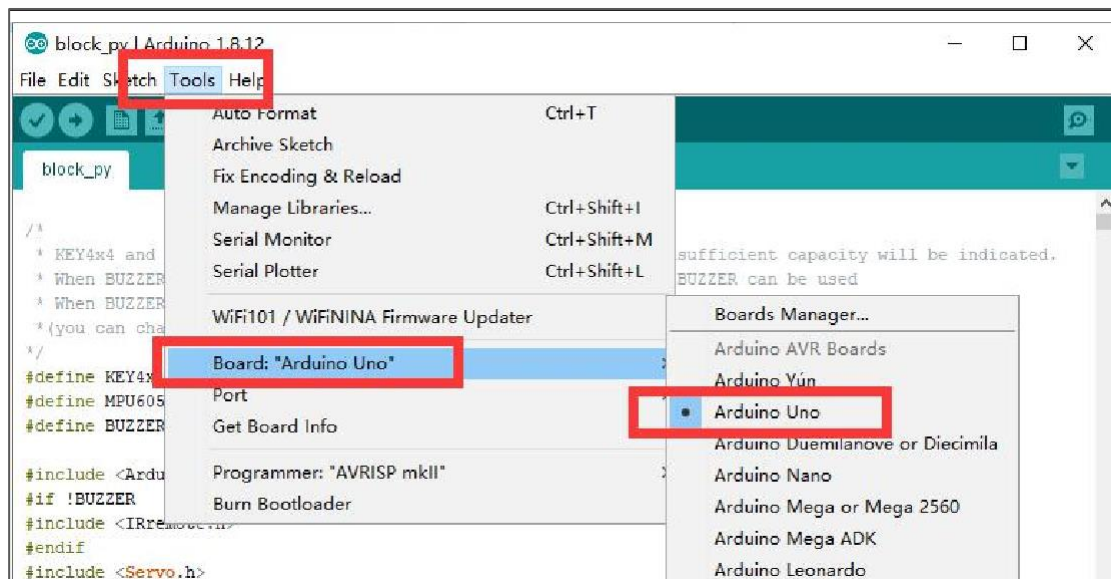 block_py | Arduino 1.8.12
File Edit Sketch Tools Help
block_py
Auto Format Ctrl+T
Archive Sketch
Fix Encoding & Reload
Manage Libraries... Ctrl+Shift+I
Serial Monitor Ctrl+Shift+M
Serial Plotter Ctrl+Shift+L
WiFi101 / WiFiNINA Firmware Updater
Board: "Arduino Uno"
Port
Get Board Info
Programmer: "AVRISP mkII"
Burn Bootloader
Boards Manager...
Arduino AVR Boards
Arduino Yún
Arduino Uno
Arduino Duemilanove or Diecimila
Arduino Nano
Arduino Mega or Mega 2560
Arduino Mega ADK
Arduino Leonardo
/*
* KEY4x4 and sufficient capacity will be indicated.
* When BUZZER BUZZER can be used
* When BUZZER
*(you can cha
*/
#define KEY4x
#define MPU605
#define BUZZER
#include <Ardu
#if !BUZZER
#include <IRremote.h>
#endif
#include <Servo.h>